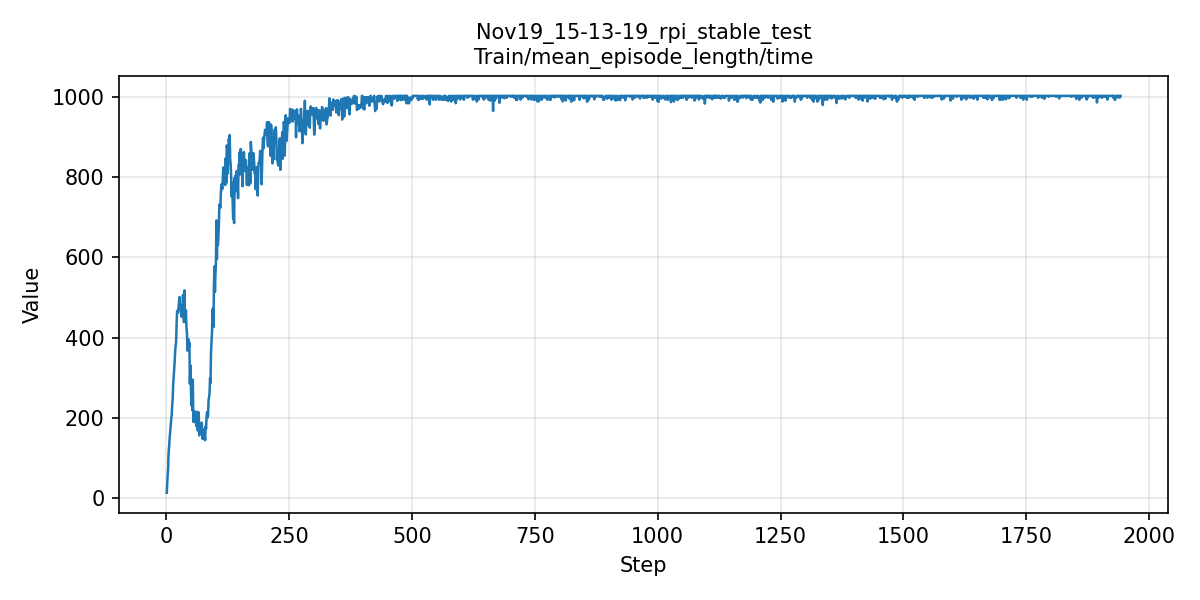 Nov19_15-13-19_rpi_stable_test
Train/mean_episode_length/time
1000
800
600
400
200
0
Value
0 250 500 750 1000 1250 1500 1750 2000
Step